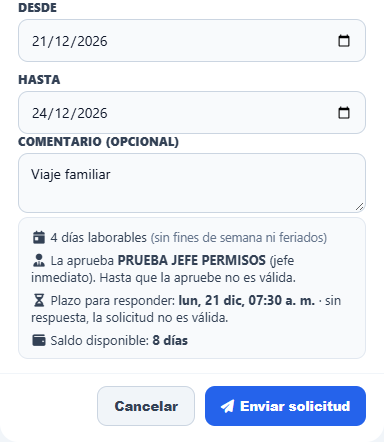 DESDE
21/12/2026
HASTA
24/12/2026
COMENTARIO (OPCIONAL)
Viaje familiar
4 días laborables (sin fines de semana ni feriados)
La aprueba PRUEBA JEFE PERMISOS (jefe
inmediato). Hasta que la apruebe no es válida.
Plazo para responder: lun, 21 dic, 07:30 a. m. · sin
respuesta, la solicitud no es válida.
Saldo disponible: 8 días
Cancelar
Enviar solicitud